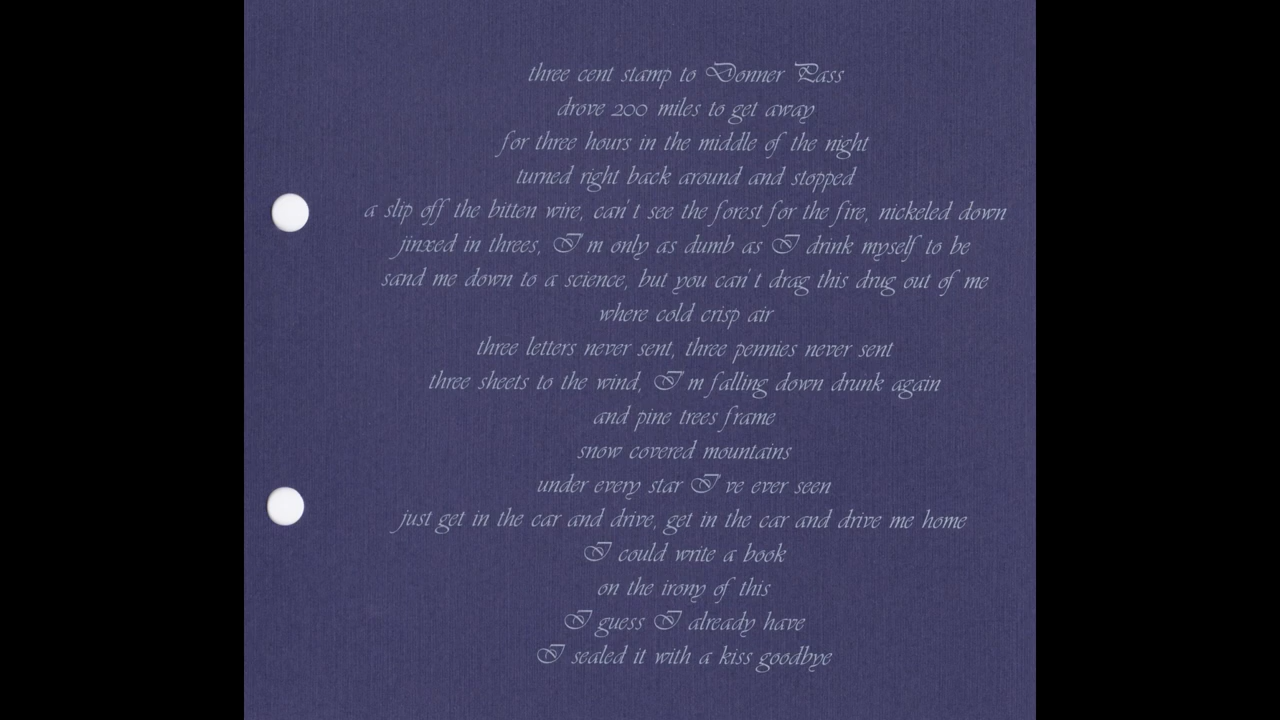 three cent stamp to Donner Pass
drove 200 miles to get away
for three hours in the middle of the night
turned right back around and stopped
a slip off the bitten wire, can't see the forest for the fire, nickeled down
jinxed in threes, I'm only as dumb as I drink myself to be
sand me down to a science, but you can't drag this drug out of me
where cold crisp air
three letters never sent, three pennies never sent
three sheets to the wind, I'm falling down drunk again
and pine trees frame
snow covered mountains
under every star I've ever seen
just get in the car and drive, get in the car and drive me home
I could write a book
on the irony of this
I guess I already have
I sealed it with a kiss goodbye